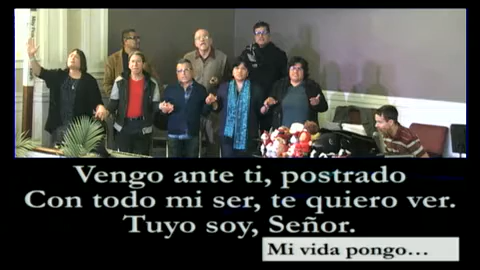 Vengo ante ti, postrado
Con todo mi ser, te quiero ver.
Tuyo soy, Señor.
Mi vida pongo...